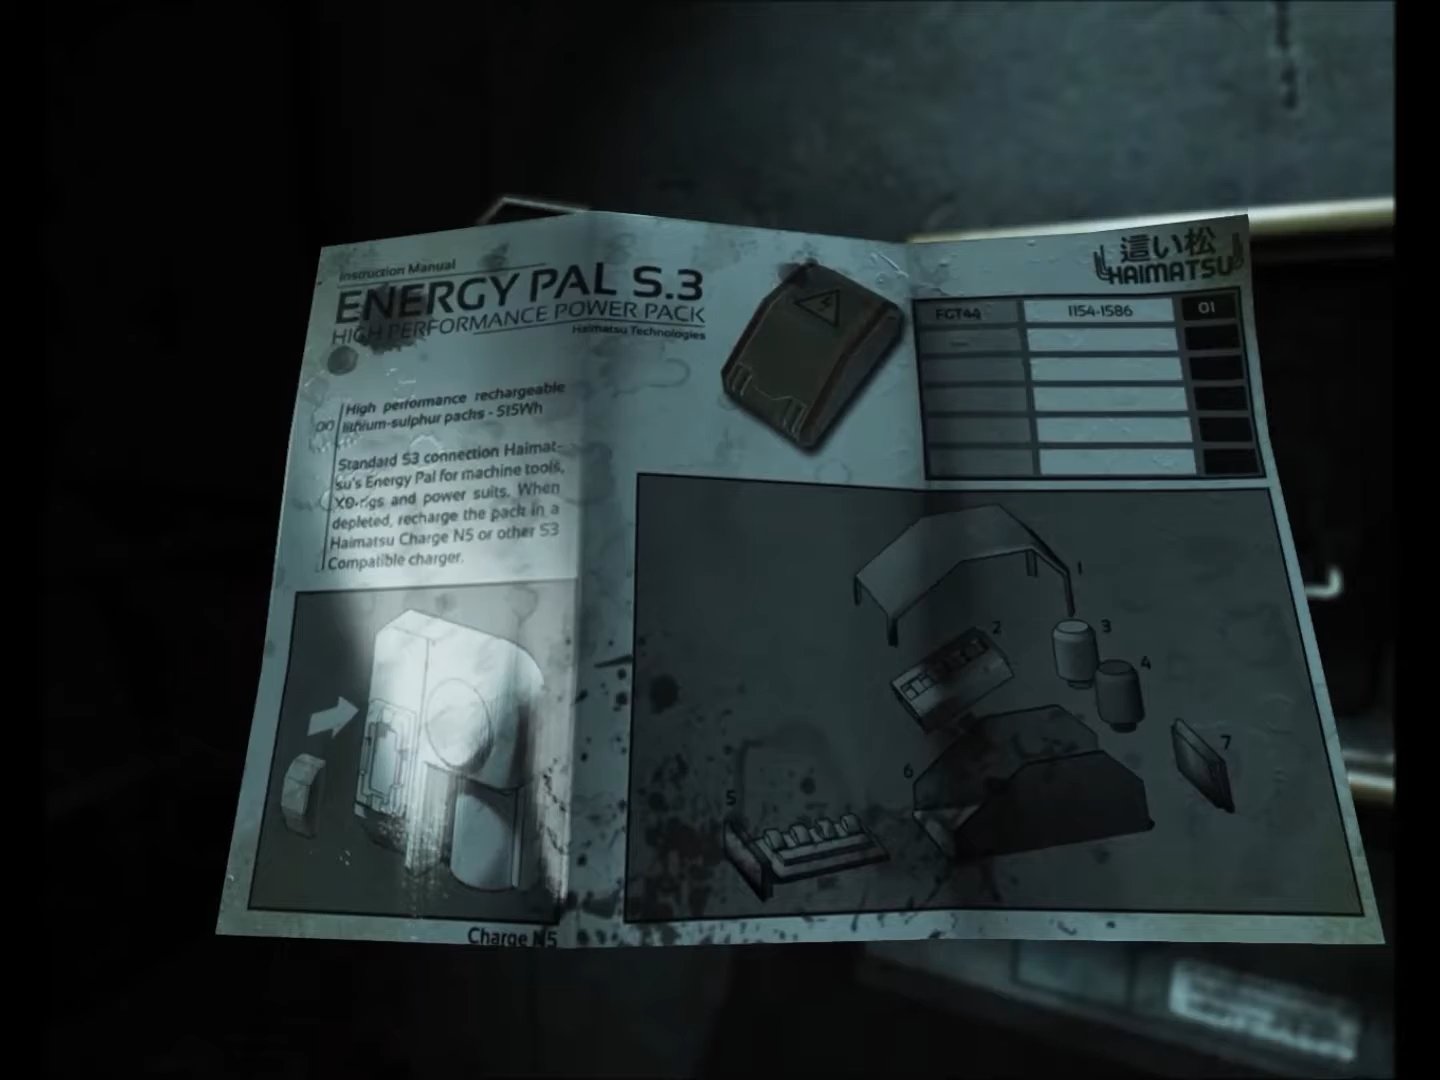 Instruction Manual
ENERGY PAL S.3
HIGH PERFORMANCE POWER PACK
Haimatsu Technologies
High performance rechargeable
lithium-sulphur packs - 515Wh
Standard S3 connection Haimat-
su's Energy Pal for machine tools,
X9-rigs and power suits. When
depleted, recharge the pack in a
Haimatsu Charge N5 or other S3
Compatible charger.
Charge N5
這い松
HAIMATSU
FGT44 1154-1586 01
1
2
3
4
5
6
7